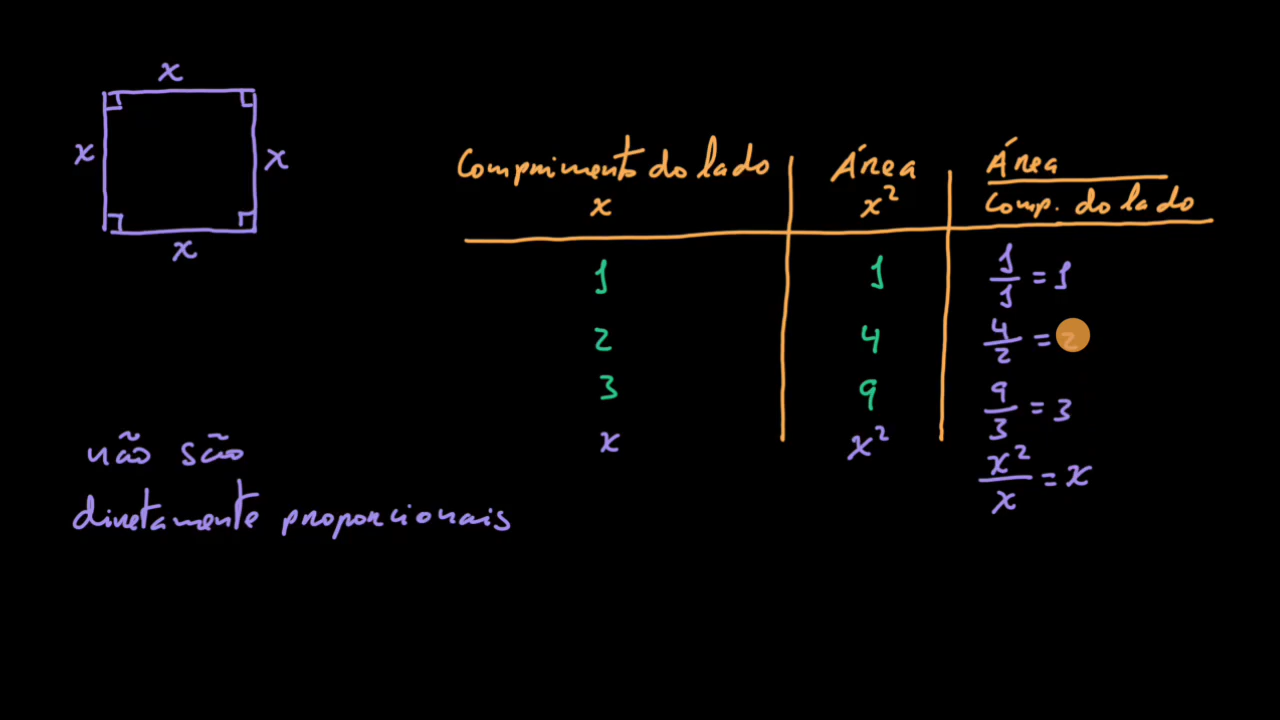 x
x
x
x
Comprimento do lado
x
Área
x²
Área
Comp. do lado
1
1
1/1 = 1
2
4
4/2 = 2
3
9
9/3 = 3
x
x²
x²/x = x
não são
diretamente proporcionais